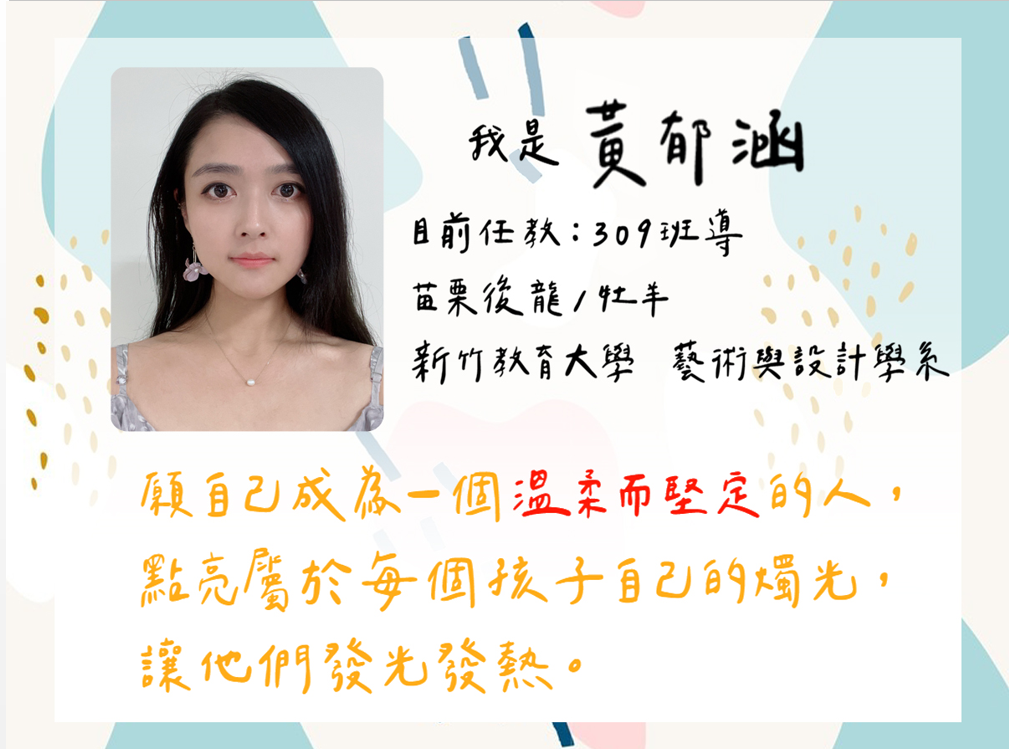 我是 黃郁涵
目前任教：309班導
苗栗後龍/牡羊
新竹教育大學 藝術與設計學系
願自己成為一個溫柔而堅定的人，
點亮屬於每個孩子自己的燭光，
讓他們發光發熱。